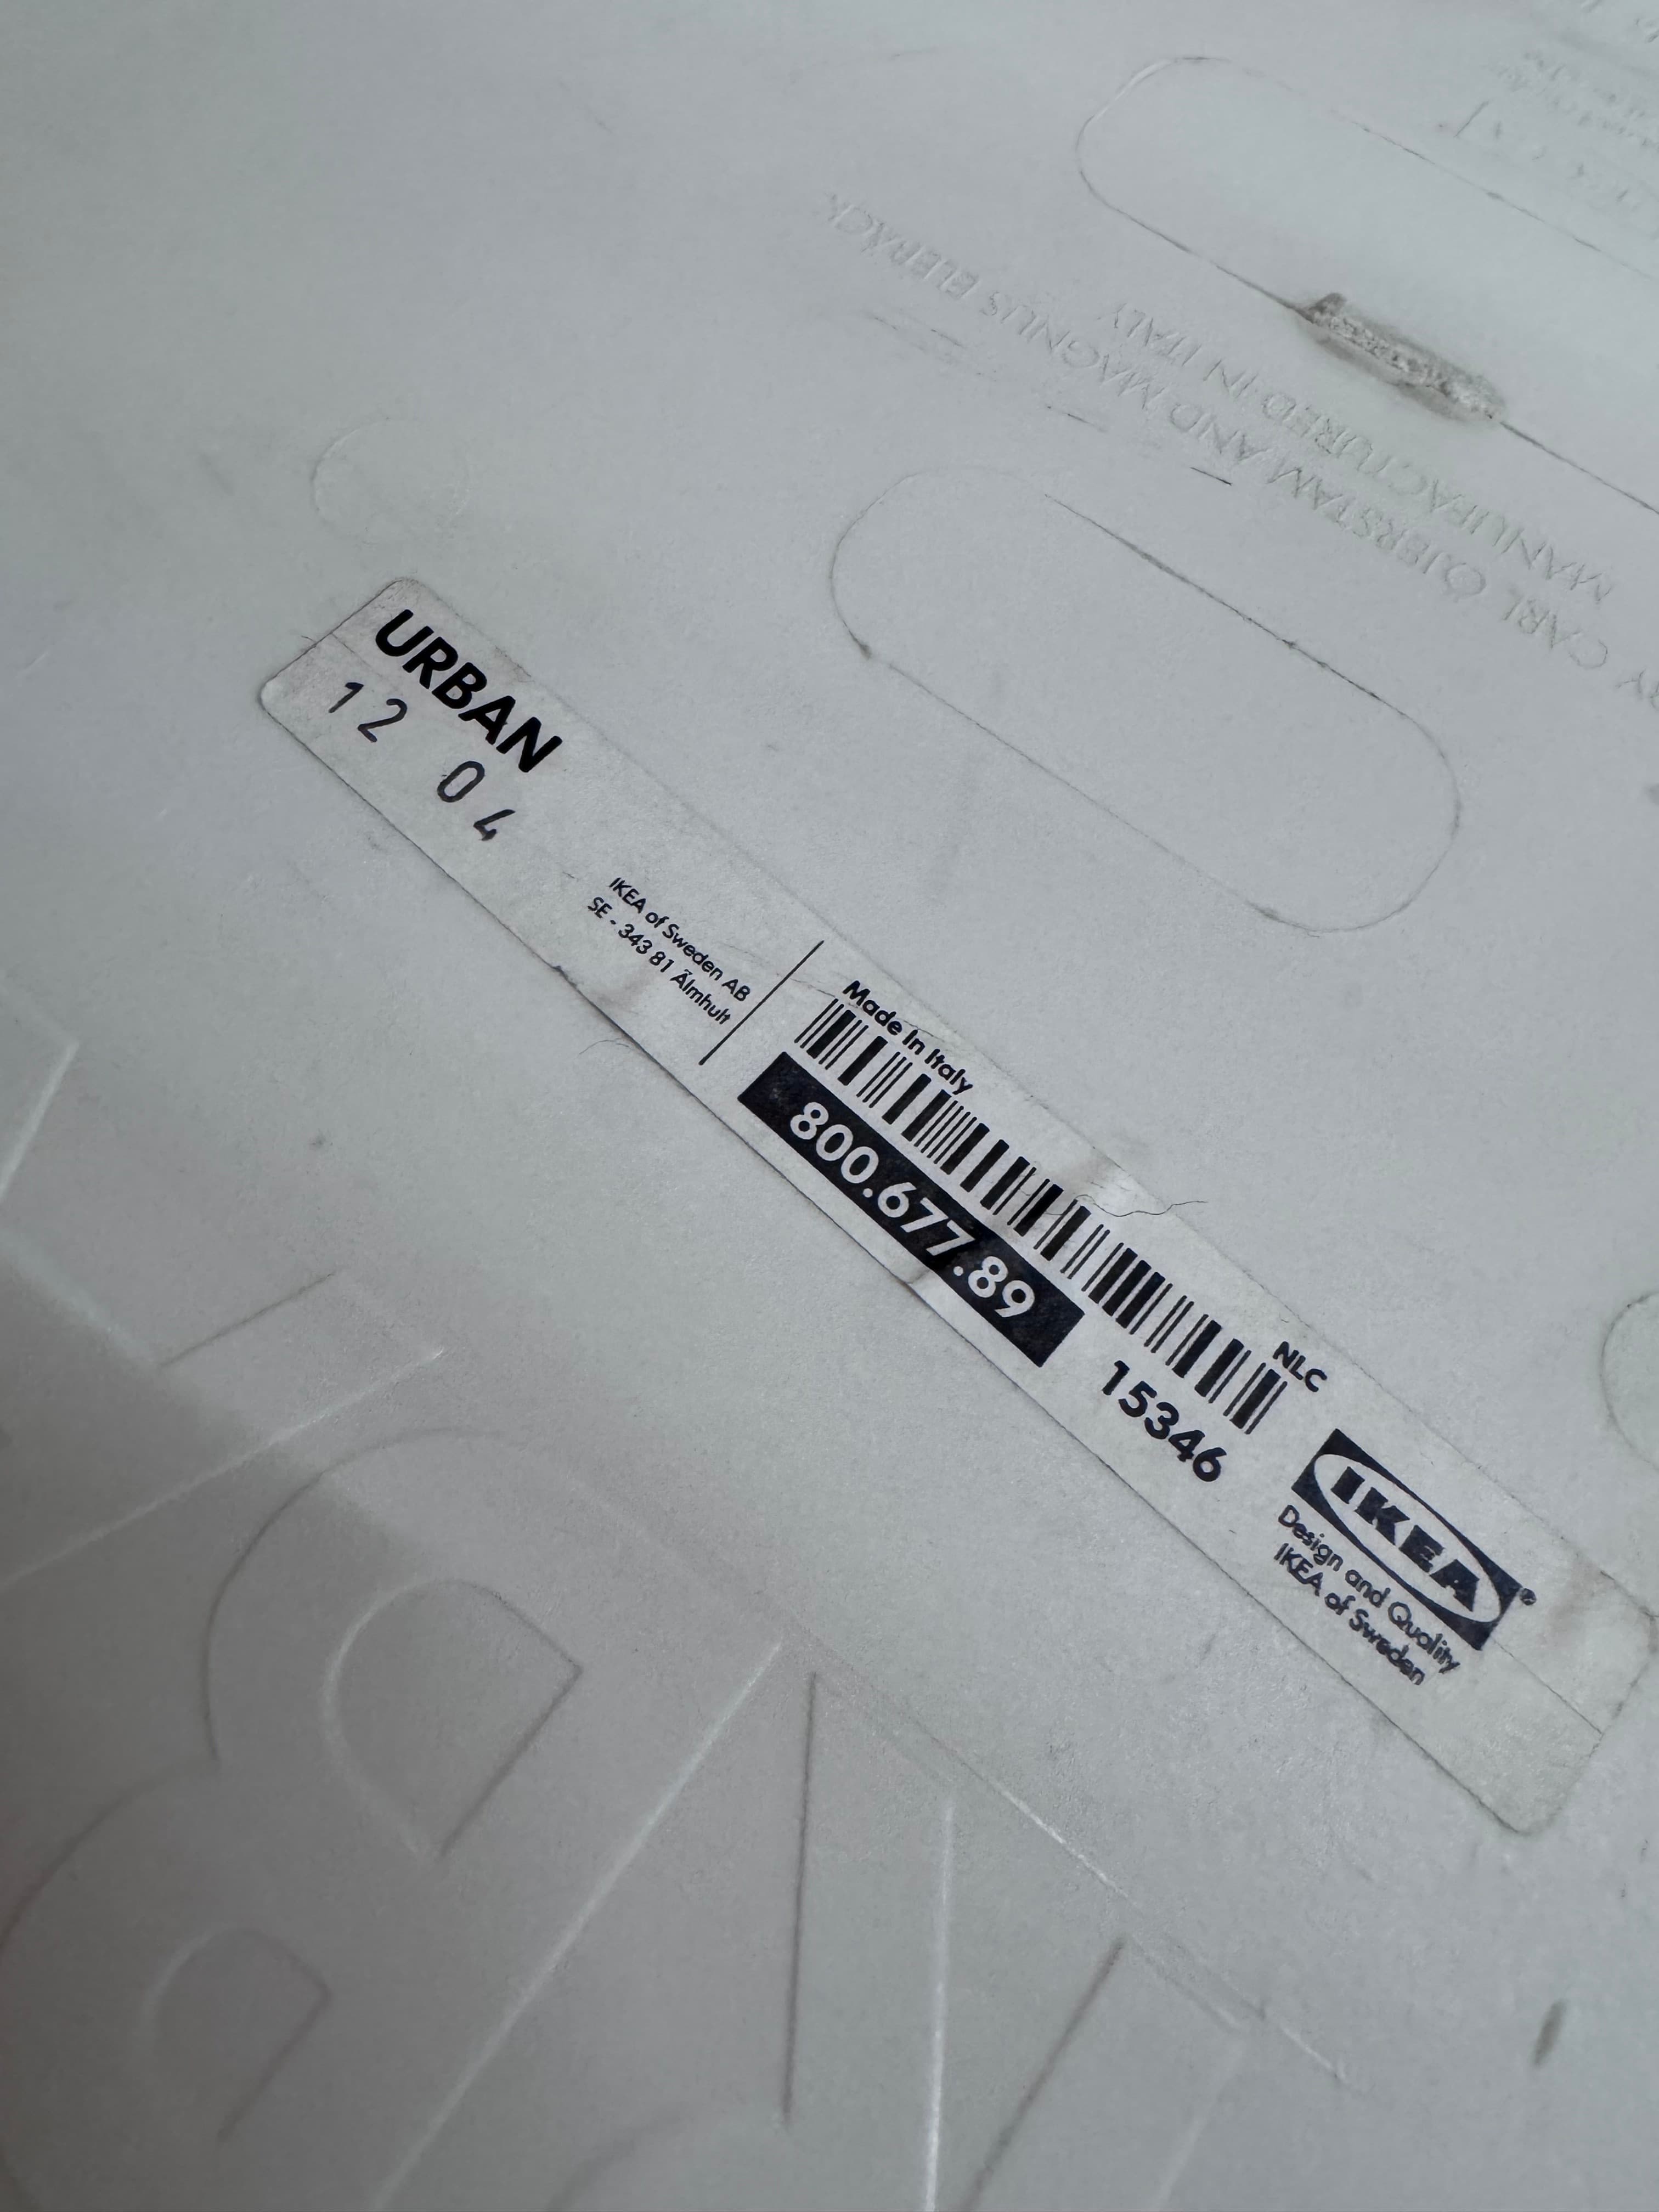 URBAN
12 04
IKEA of Sweden AB
SE - 343 81 Älmhult
Made in Italy
800.677.89
NLC
15346
IKEA®
Design and Quality
IKEA of Sweden
BY CARL ÖJERSTAM AND MAGNUS ELEBÄCK
MANUFACTURED IN ITALY